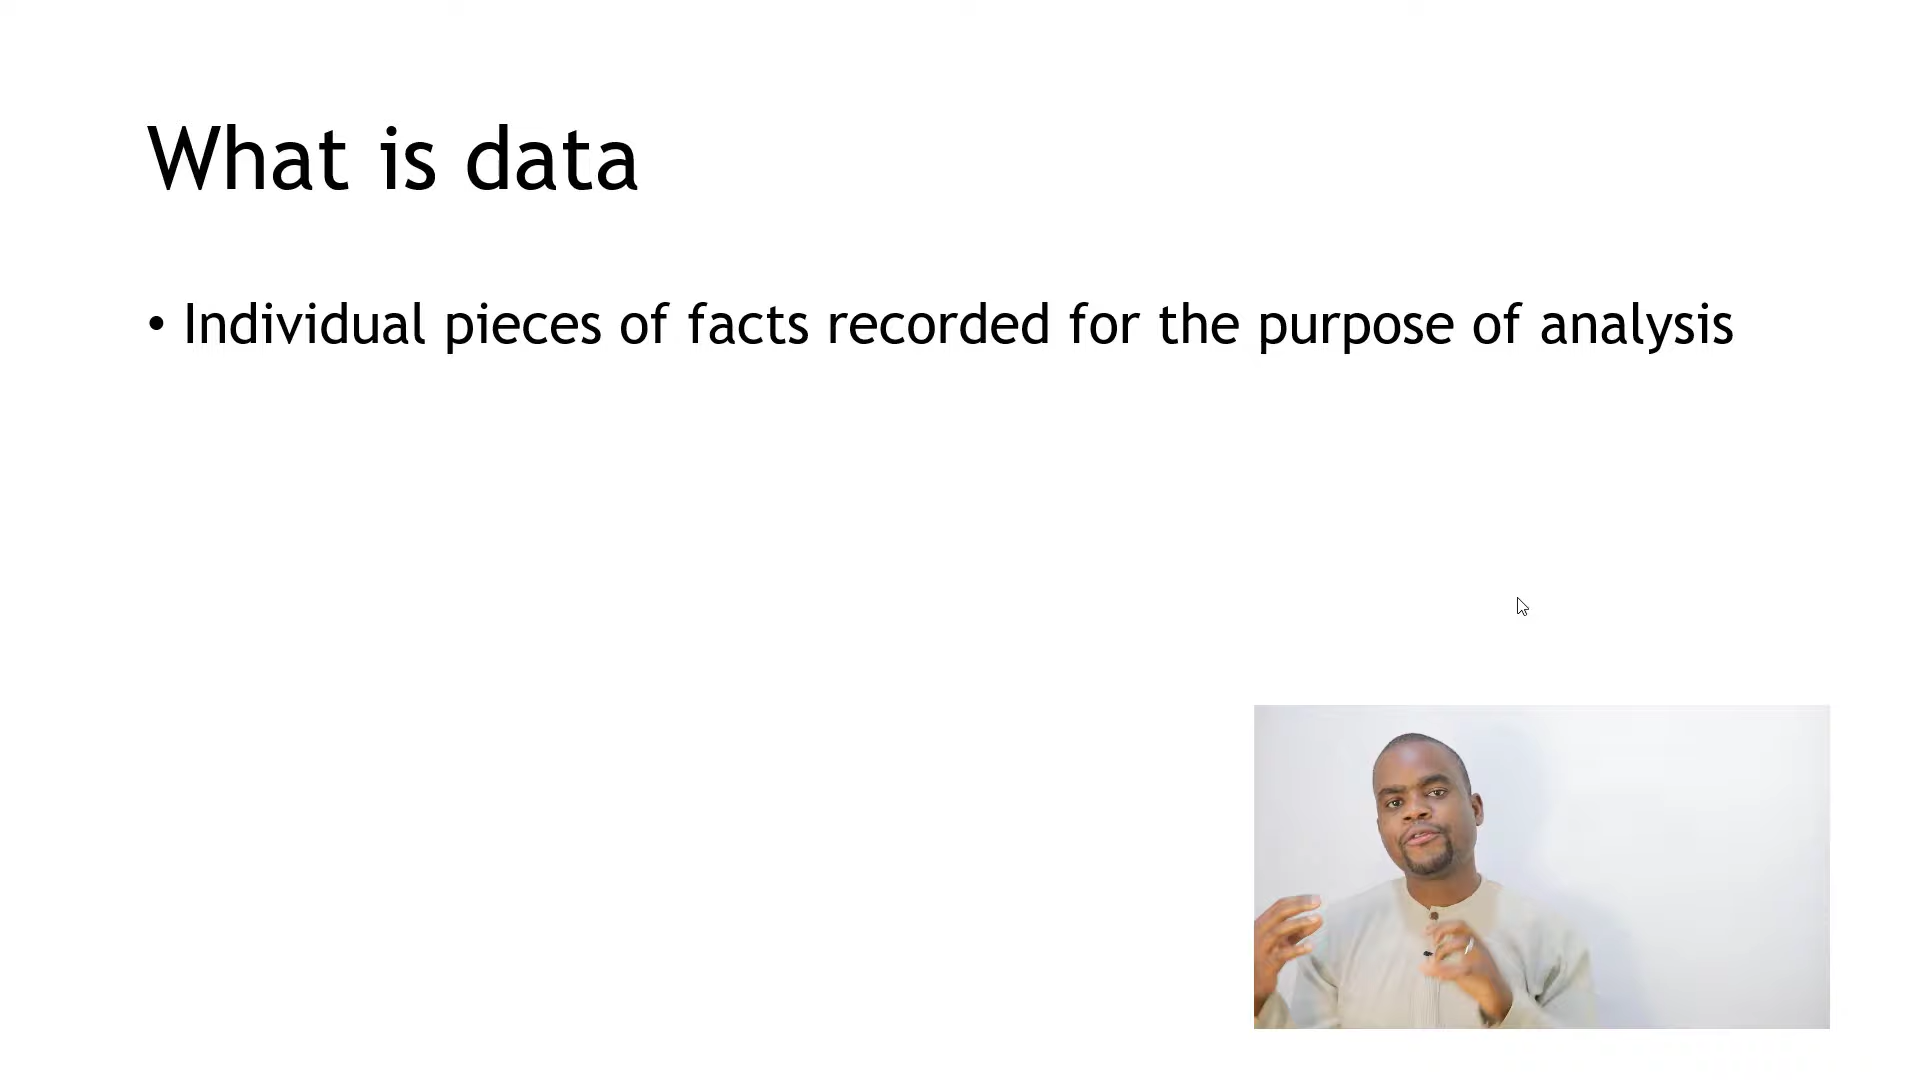 What is data
• Individual pieces of facts recorded for the purpose of analysis